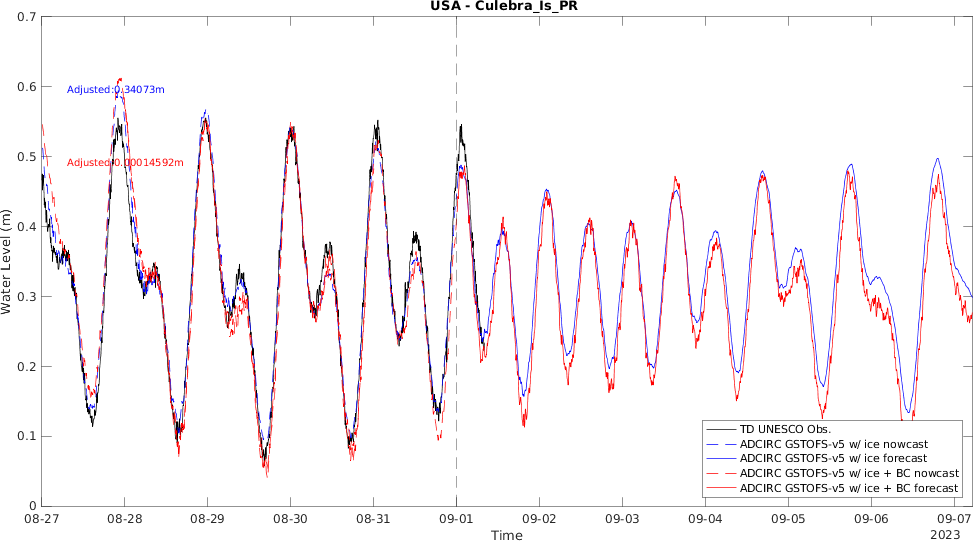 USA - Culebra_Is_PR
0.7
0.6
0.5
0.4
0.3
0.2
0.1
0
Water Level (m)
Adjusted:0.34073m
Adjusted:0.00014592m
TD UNESCO Obs.
ADCIRC GSTOFS-v5 w/ ice nowcast
ADCIRC GSTOFS-v5 w/ ice forecast
ADCIRC GSTOFS-v5 w/ ice + BC nowcast
ADCIRC GSTOFS-v5 w/ ice + BC forecast
08-27 08-28 08-29 08-30 08-31 09-01 09-02 09-03 09-04 09-05 09-06 09-07
Time
2023